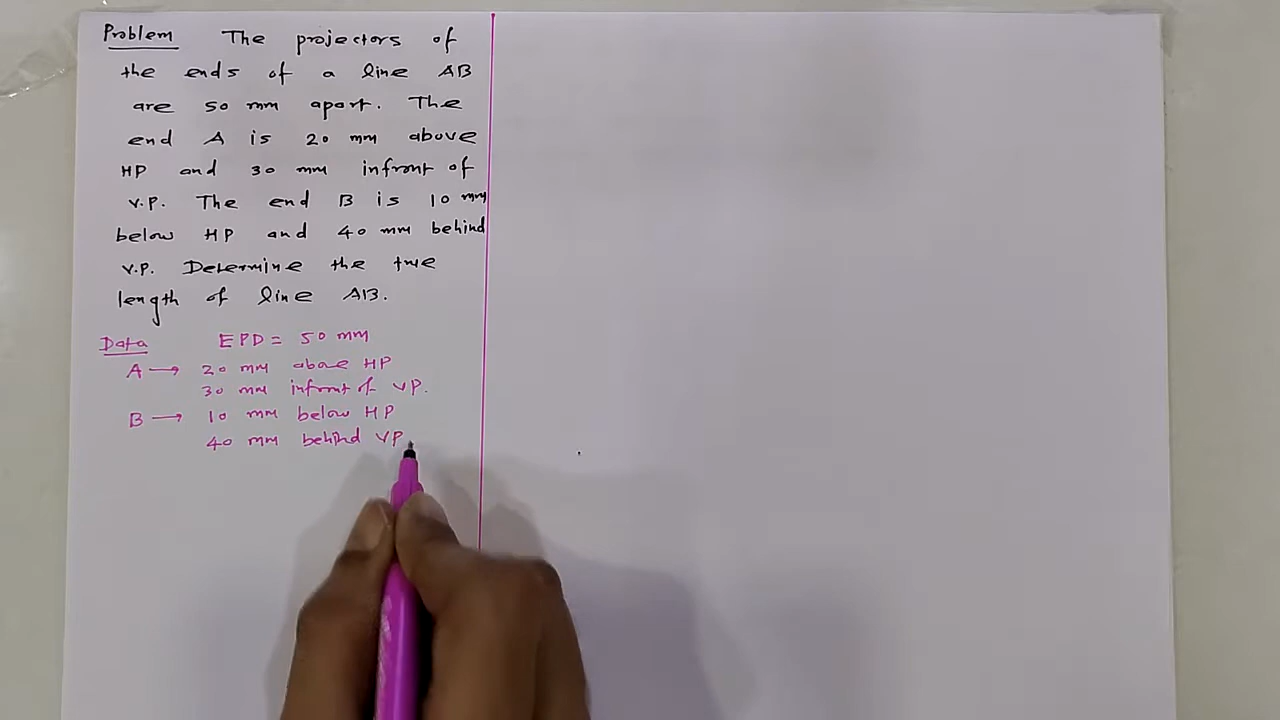 Problem The projectors of
the ends of a line AB
are 50 mm apart. The
end A is 20 mm above
HP and 30 mm infront of
V.P. The end B is 10 mm
below HP and 40 mm behind
V.P. Determine the true
length of line AB.
Data EPD = 50 mm
A → 20 mm above HP
30 mm infront of VP.
B → 10 mm below HP
40 mm behind VP